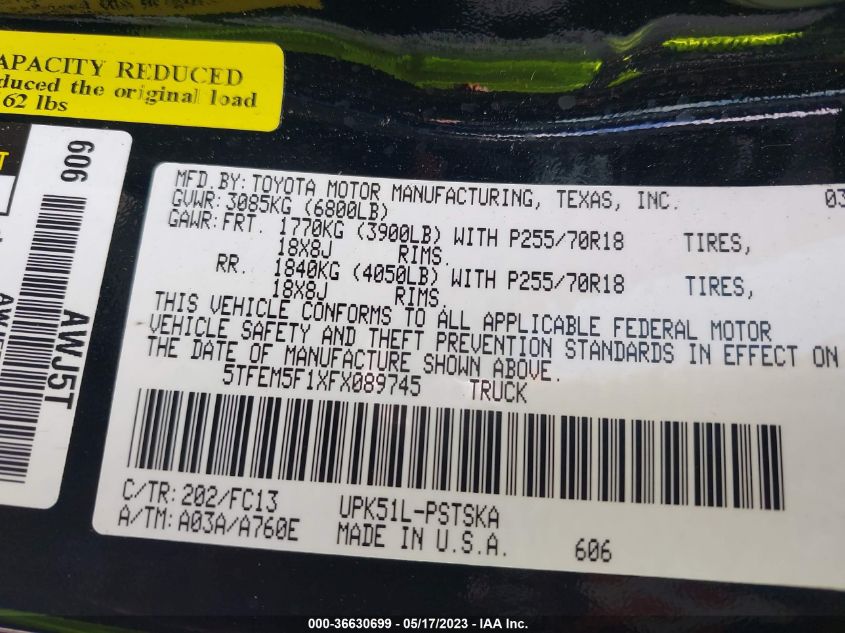 APACITY REDUCED
duced the original load
62 lbs
606
AWJ5T
MFD.BY:TOYOTA MOTOR MANUFACTURING, TEXAS, INC. 03
GVWR:3085KG (6800LB)
GAWR:FRT. 1770KG (3900LB) WITH P255/70R18 TIRES,
18X8J RIMS.
RR. 1840KG (4050LB) WITH P255/70R18 TIRES,
18X8J RIMS.
THIS VEHICLE CONFORMS TO ALL APPLICABLE FEDERAL MOTOR
VEHICLE SAFETY AND THEFT PREVENTION STANDARDS IN EFFECT ON
THE DATE OF MANUFACTURE SHOWN ABOVE.
5TFEM5F1XFX089745 TRUCK
C/TR:202/FC13 UPK51L-PSTSKA
A/TM:A03A/A760E MADE IN U.S.A. 606
000-36630699 - 05/17/2023 - IAA Inc.